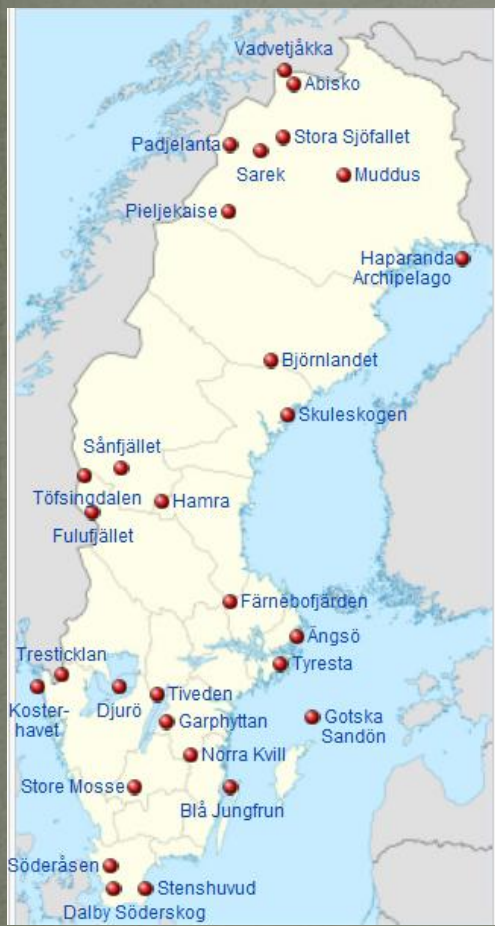 Vadvetjåkka
Abisko
Stora Sjöfallet
Padjelanta
Sarek
Muddus
Pieljekaise
Haparanda
Archipelago
Björnlandet
Skuleskogen
Sånfjället
Töfsingdalen
Hamra
Fulufjället
Färnebofjärden
Ängsö
Tresticklan
Tyresta
Koster-
havet
Djurö
Tiveden
Garphyttan
Gotska
Sandön
Norra Kvill
Store Mosse
Blå Jungfrun
Söderåsen
Stenshuvud
Dalby Söderskog